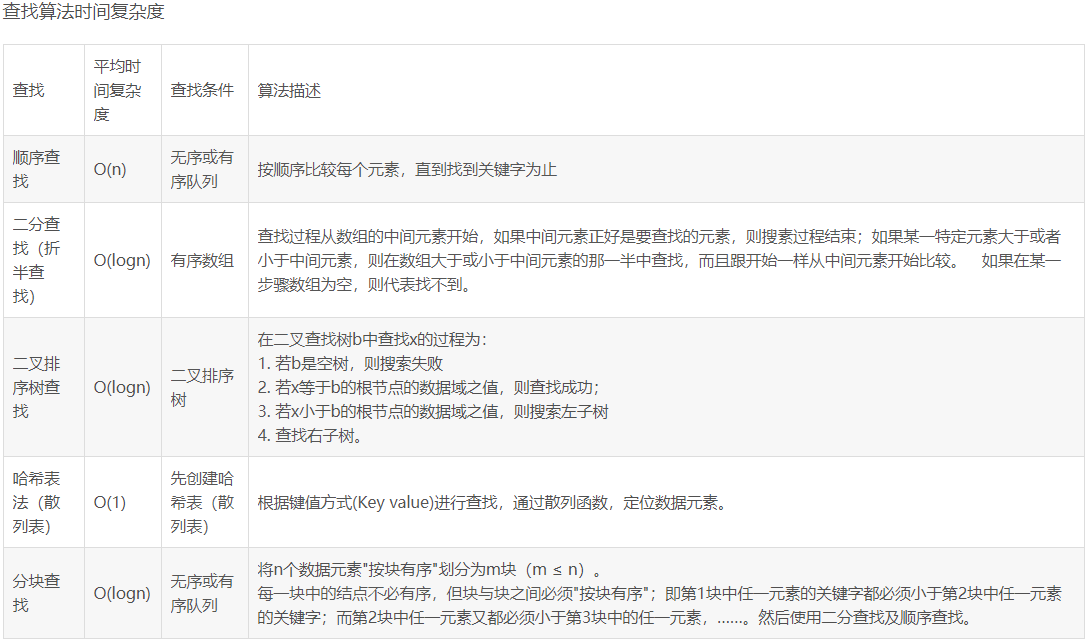 查找算法时间复杂度
查找
平均时
间复杂
度
查找条件
算法描述
顺序查
找
O(n)
无序或有
序队列
按顺序比较每个元素，直到找到关键字为止
二分查
找（折
半查
找）
O(logn)
有序数组
查找过程从数组的中间元素开始，如果中间元素正好是要查找的元素，则搜素过程结束；如果某一特定元素大于或者
小于中间元素，则在数组大于或小于中间元素的那一半中查找，而且跟开始一样从中间元素开始比较。 如果在某一
步骤数组为空，则代表找不到。
二叉排
序树查
找
O(logn)
二叉排序
树
在二叉查找树b中查找x的过程为：
1. 若b是空树，则搜索失败
2. 若x等于b的根节点的数据域之值，则查找成功；
3. 若x小于b的根节点的数据域之值，则搜索左子树
4. 查找右子树。
哈希表
法（散
列表）
O(1)
先创建哈
希表（散
列表）
根据键值方式(Key value)进行查找，通过散列函数，定位数据元素。
分块查
找
O(logn)
无序或有
序队列
将n个数据元素"按块有序"划分为m块（m ≤ n）。
每一块中的结点不必有序，但块与块之间必须"按块有序"；即第1块中任一元素的关键字都必须小于第2块中任一元素
的关键字；而第2块中任一元素又都必须小于第3块中的任一元素，……。然后使用二分查找及顺序查找。